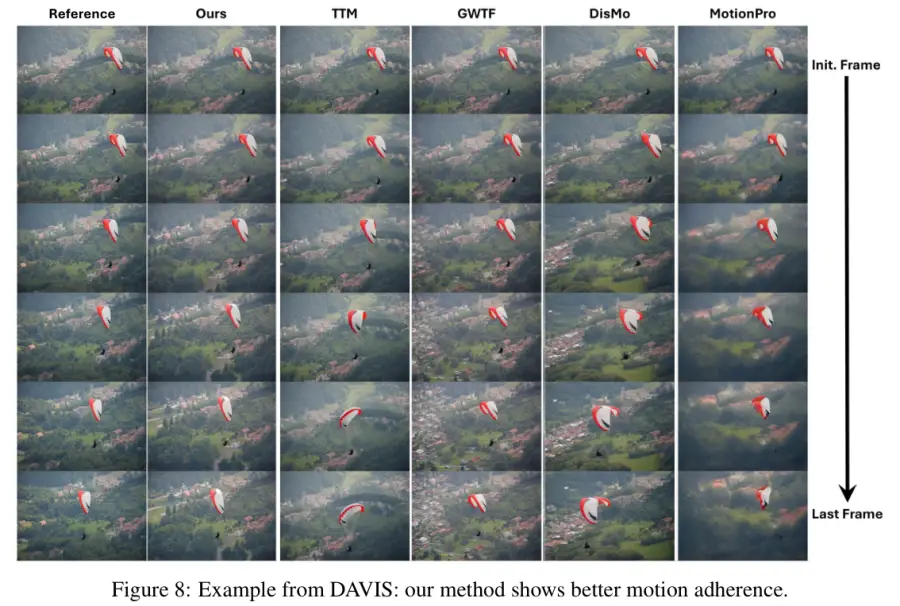 Reference Ours TTM GWTF DisMo MotionPro
Init. Frame
Last Frame
Figure 8: Example from DAVIS: our method shows better motion adherence.